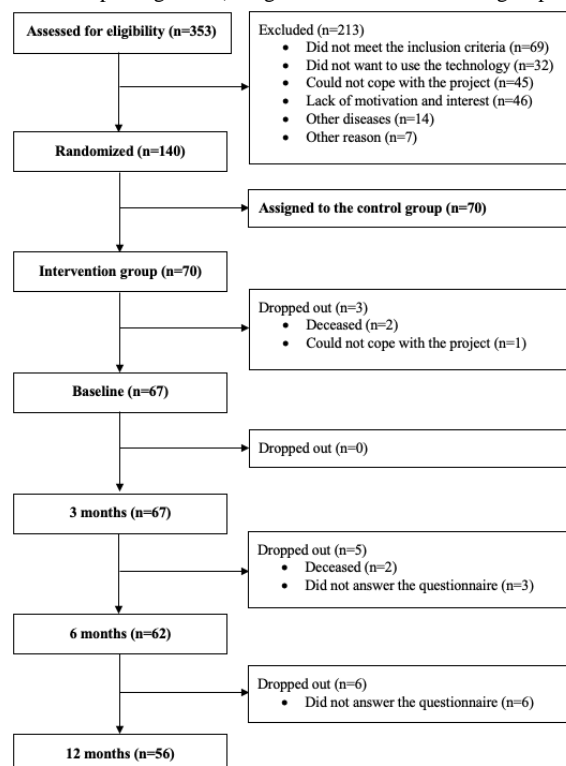 Assessed for eligibility (n=353)
Excluded (n=213)
• Did not meet the inclusion criteria (n=69)
• Did not want to use the technology (n=32)
• Could not cope with the project (n=45)
• Lack of motivation and interest (n=46)
• Other diseases (n=14)
• Other reason (n=7)
Randomized (n=140)
Assigned to the control group (n=70)
Intervention group (n=70)
Dropped out (n=3)
• Deceased (n=2)
• Could not cope with the project (n=1)
Baseline (n=67)
Dropped out (n=0)
3 months (n=67)
Dropped out (n=5)
• Deceased (n=2)
• Did not answer the questionnaire (n=3)
6 months (n=62)
Dropped out (n=6)
• Did not answer the questionnaire (n=6)
12 months (n=56)